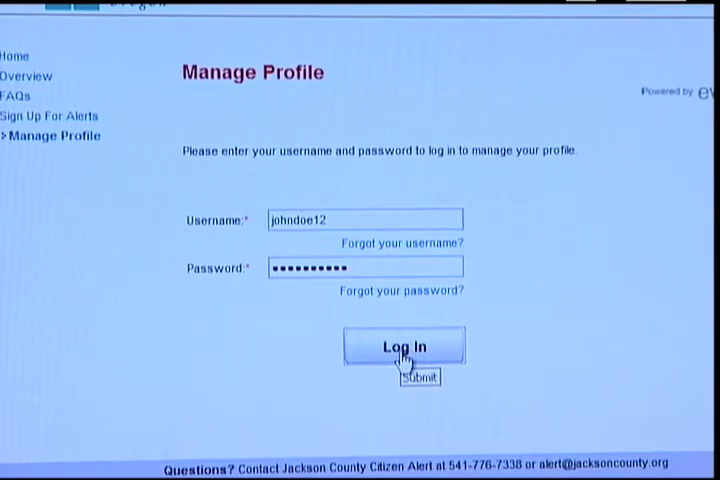 Oregon
Home
Overview
FAQs
Sign Up For Alerts
>Manage Profile
Manage Profile
Powered by ev
Please enter your username and password to log in to manage your profile.
Username:* johndoe12
Forgot your username?
Password:* ••••••••••
Forgot your password?
Log In
Submit
Questions? Contact Jackson County Citizen Alert at 541-776-7338 or alert@jacksoncounty.org